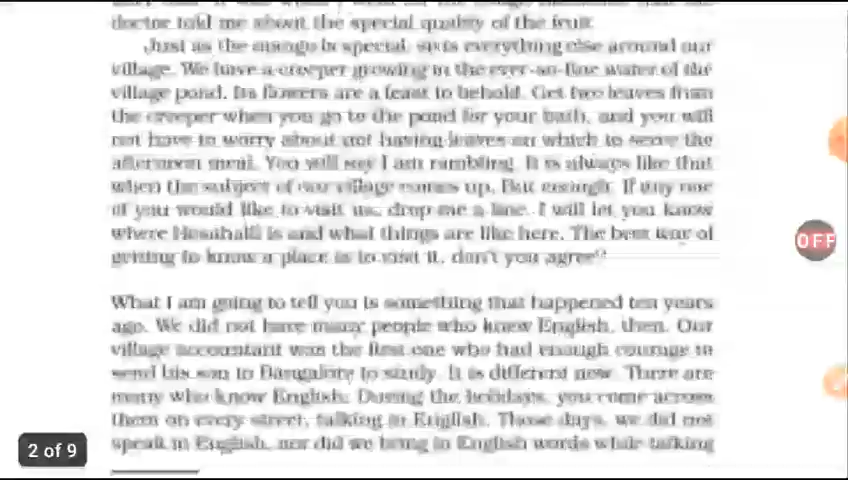 doctor told me about the special quality of the fruit.
Just as the mango is special, so is everything else around our
village. We have a creeper growing in the ever-so-fine water of the
village pond. Its flowers are a feast to behold. Get two leaves from
the creeper when you go to the pond for your bath, and you will
not have to worry about not having leaves on which to serve the
afternoon meal. You will say I am rambling. It is always like that
when the subject of our village comes up. But enough. If any one
of you would like to visit us, drop me a line. I will let you know
where Hosahalli is and what things are like here. The best way of
getting to know a place is to visit it, don't you agree?
What I am going to tell you is something that happened ten years
ago. We did not have many people who knew English, then. Our
village accountant was the first one who had enough courage to
send his son to Bangalore to study. It is different now. There are
many who know English. During the holidays, you come across
them on every street, talking in English. Those days, we did not
speak in English, nor did we bring in English words while talking
2 of 9
OFF